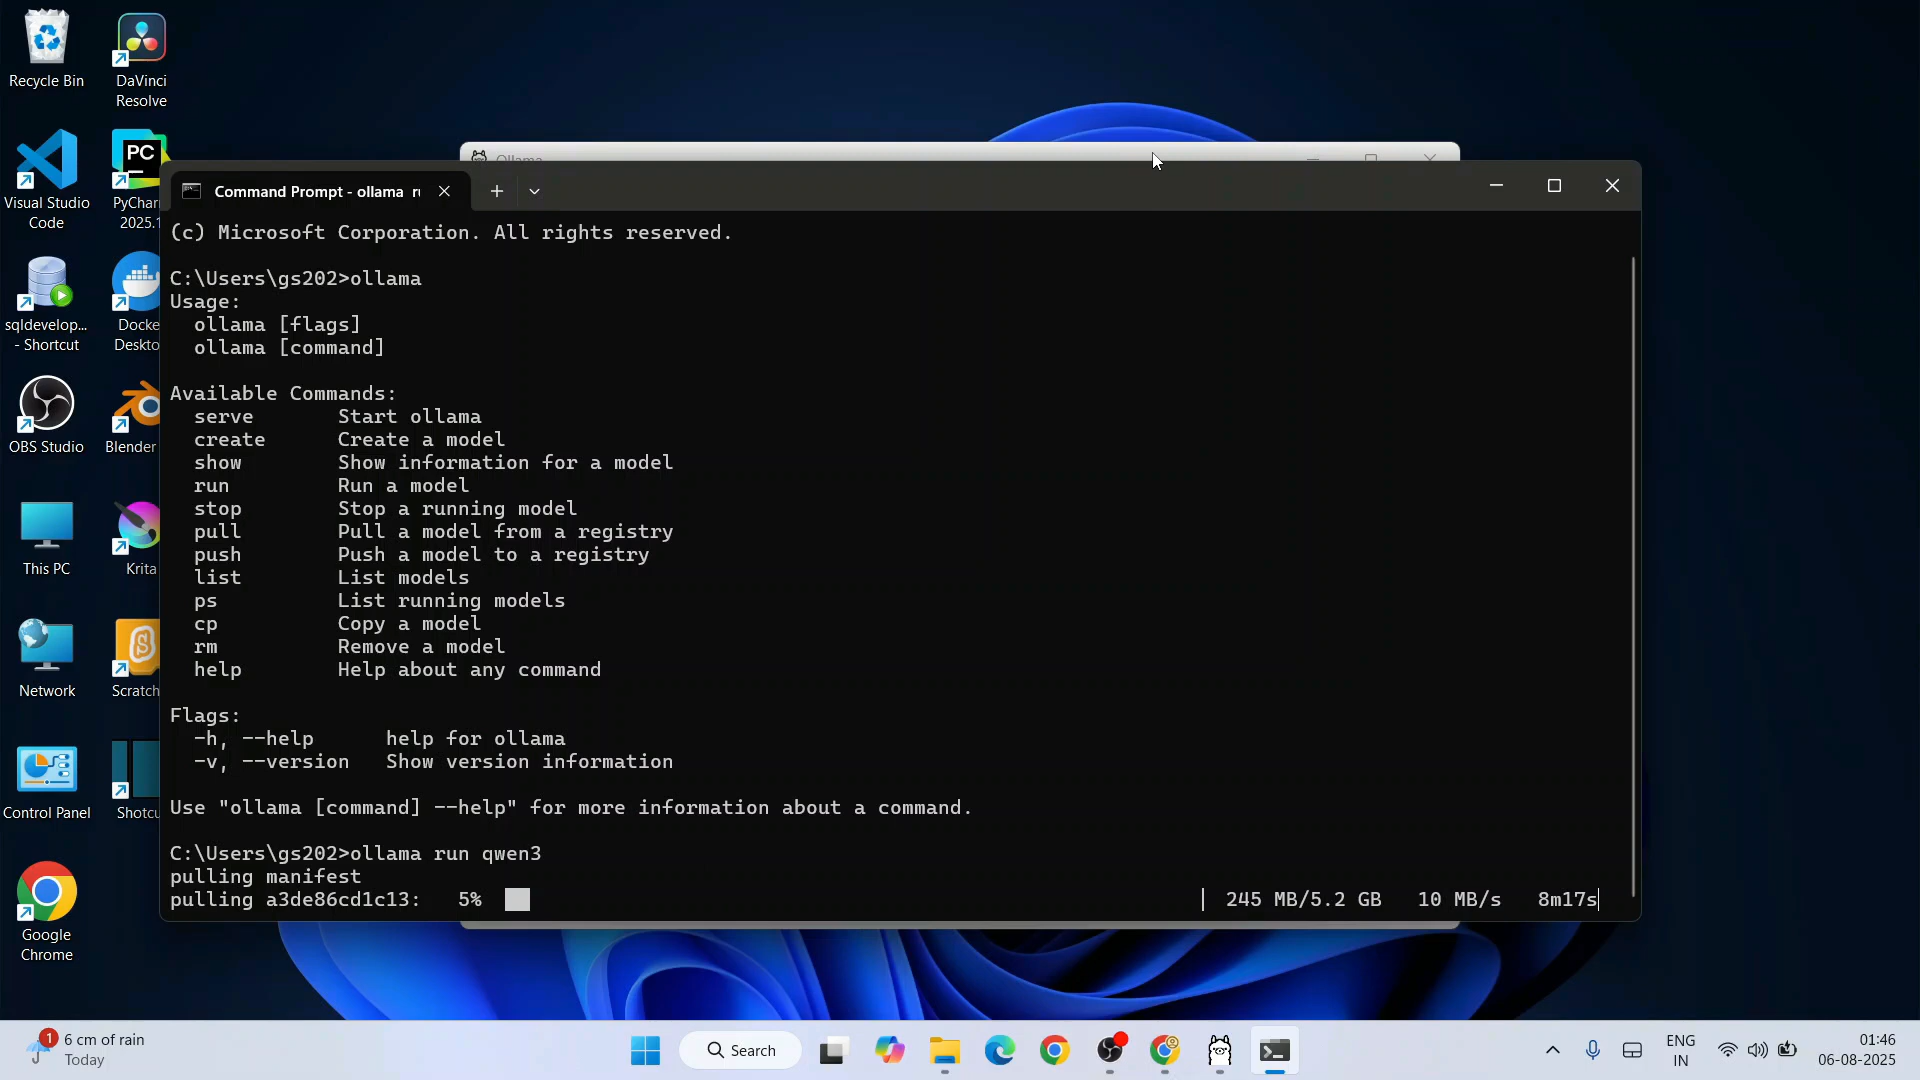 Recycle Bin
DaVinci
Resolve
Visual Studio
Code
PC
PyChar
2025.1
sqldevelop...
- Shortcut
Docke
Deskto
OBS Studio
Blender
This PC
Krita
Network
Scratch
Control Panel
Shotcu
Google
Chrome
Ollama
Command Prompt - ollama ru
(c) Microsoft Corporation. All rights reserved.
C:\Users\gs202>ollama
Usage:
ollama [flags]
ollama [command]
Available Commands:
serve Start ollama
create Create a model
show Show information for a model
run Run a model
stop Stop a running model
pull Pull a model from a registry
push Push a model to a registry
list List models
ps List running models
cp Copy a model
rm Remove a model
help Help about any command
Flags:
-h, --help help for ollama
-v, --version Show version information
Use "ollama [command] --help" for more information about a command.
C:\Users\gs202>ollama run qwen3
pulling manifest
pulling a3de86cd1c13: 5% 245 MB/5.2 GB 10 MB/s 8m17s
1
6 cm of rain
Today
Search
ENG
IN
01:46
06-08-2025